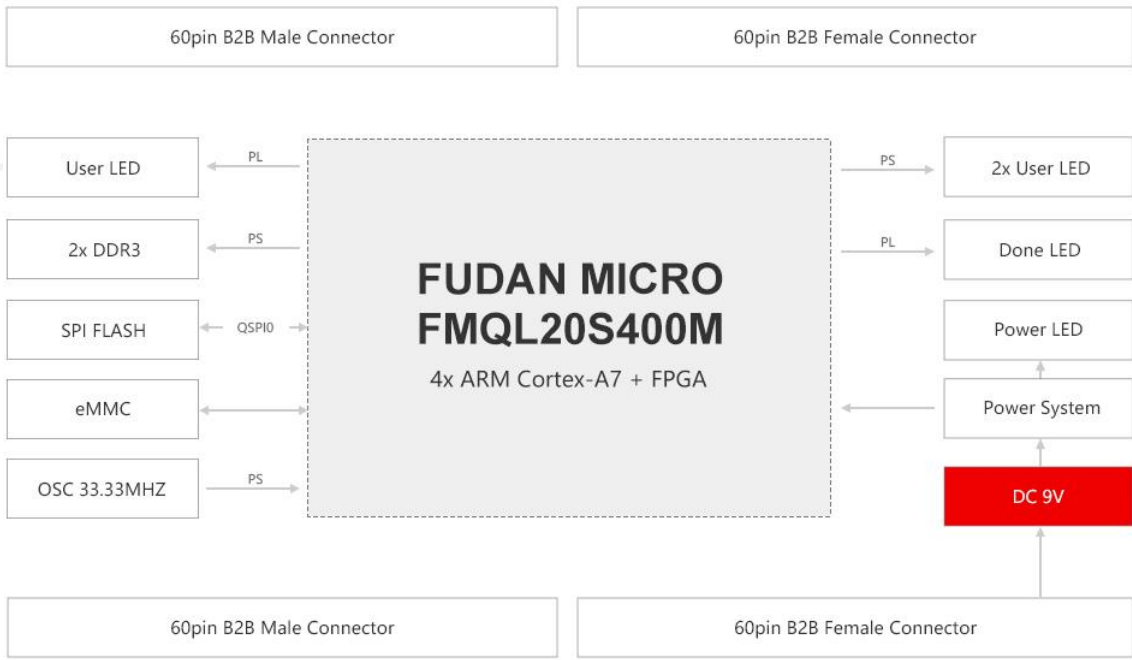 60pin B2B Male Connector
60pin B2B Female Connector
User LED
PL
PS
2x User LED
2x DDR3
PS
PL
Done LED
FUDAN MICRO
FMQL20S400M
4x ARM Cortex-A7 + FPGA
SPI FLASH
QSPI0
Power LED
eMMC
Power System
OSC 33.33MHZ
PS
DC 9V
60pin B2B Male Connector
60pin B2B Female Connector